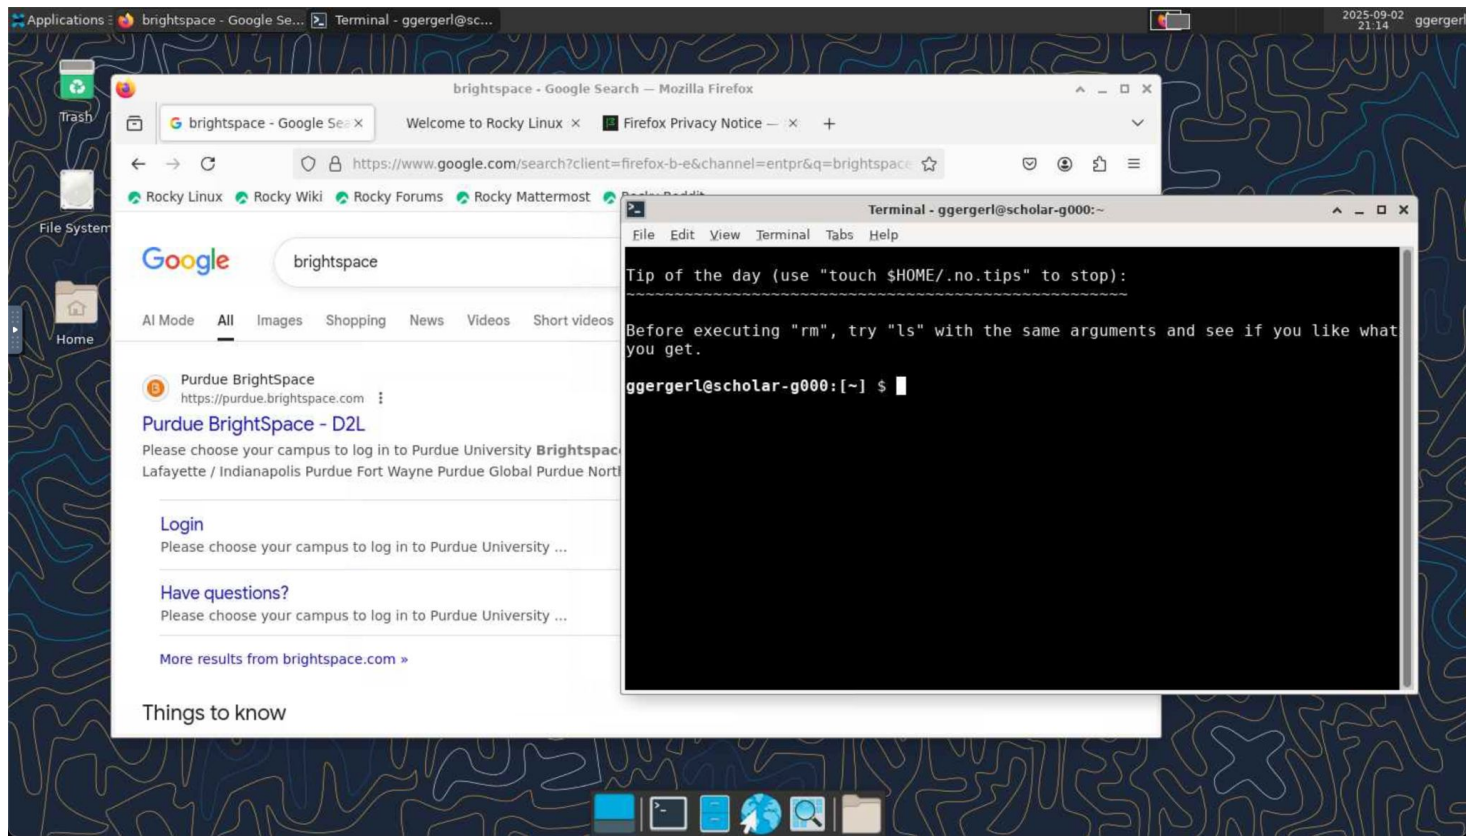 Applications
brightspace - Google Se...
Terminal - ggergerl@sc...
2025-09-02
21:14
ggergerl
Trash
File System
Home
brightspace - Google Search — Mozilla Firefox
brightspace - Google Sea
Welcome to Rocky Linux
Firefox Privacy Notice —
https://www.google.com/search?client=firefox-b-e&channel=entpr&q=brightspace
Rocky Linux
Rocky Wiki
Rocky Forums
Rocky Mattermost
Google
brightspace
AI Mode
All
Images
Shopping
News
Videos
Short videos
Purdue BrightSpace
https://purdue.brightspace.com
Purdue BrightSpace - D2L
Please choose your campus to log in to Purdue University Brightspac
Lafayette / Indianapolis Purdue Fort Wayne Purdue Global Purdue Nort
Login
Please choose your campus to log in to Purdue University ...
Have questions?
Please choose your campus to log in to Purdue University ...
More results from brightspace.com »
Things to know
Terminal - ggergerl@scholar-g000:~
File Edit View Terminal Tabs Help
Tip of the day (use "touch $HOME/.no.tips" to stop):
~~~~~~~~~~~~~~~~~~~~~~~~~~~~~~~~~~~~~~~~~~~~~~~~~~~~
Before executing "rm", try "ls" with the same arguments and see if you like what
you get.
ggergerl@scholar-g000:[~] $